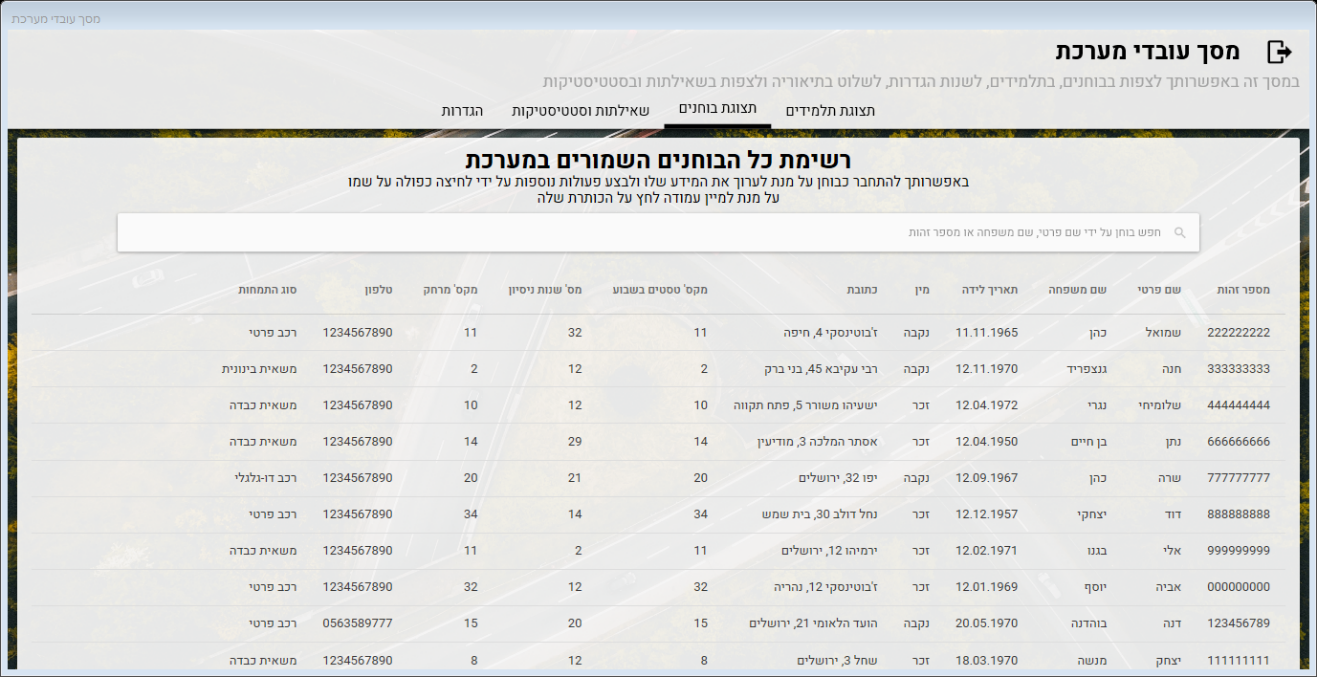 מסך עובדי מערכת
מסך עובדי מערכת
במסך זה באפשרותך לצפות בבוחנים, בתלמידים, לשנות הגדרות, לשלוט בתיאוריה ולצפות בשאילתות ובסטטיסטיקות
תצוגת תלמידים תצוגת בוחנים שאילתות וסטטיסטיקות הגדרות
רשימת כל הבוחנים השמורים במערכת
באפשרותך להתחבר כבוחן על מנת לערוך את המידע שלו ולבצע פעולות נוספות על ידי לחיצה כפולה על שמו
על מנת למיין עמודה לחץ על הכותרת שלה
חפש בוחן על ידי שם פרטי, שם משפחה או מספר זהות
מספר זהות שם פרטי שם משפחה תאריך לידה מין כתובת מקס' טסטים בשבוע מס' שנות ניסיון מקס' מרחק טלפון סוג התמחות
222222222 שמואל כהן 11.11.1965 נקבה ז'בוטינסקי 4, חיפה 11 32 11 1234567890 רכב פרטי
333333333 חנה גנצפריד 12.11.1970 נקבה רבי עקיבא 45, בני ברק 2 12 2 1234567890 משאית בינונית
444444444 שלומיחי נגרי 12.04.1972 זכר ישעיהו משורר 5, פתח תקווה 10 12 10 1234567890 משאית כבדה
666666666 נתן בן חיים 12.04.1950 זכר אסתר המלכה 3, מודיעין 14 29 14 1234567890 משאית כבדה
777777777 שרה כהן 12.09.1967 נקבה יפו 32, ירושלים 20 21 20 1234567890 רכב דו-גלגלי
888888888 דוד יצחקי 12.12.1957 זכר נחל דולב 30, בית שמש 34 14 34 1234567890 רכב פרטי
999999999 אלי בגנו 12.02.1971 זכר ירמיהו 12, ירושלים 11 2 11 1234567890 משאית כבדה
000000000 אביה יוסף 12.01.1969 זכר ז'בוטינסקי 12, נהריה 32 12 32 1234567890 רכב פרטי
123456789 דנה בוהדנה 20.05.1970 נקבה הועד הלאומי 21, ירושלים 15 20 15 0563589777 רכב פרטי
111111111 יצחק מנשה 18.03.1970 זכר שחל 3, ירושלים 8 12 8 1234567890 משאית כבדה